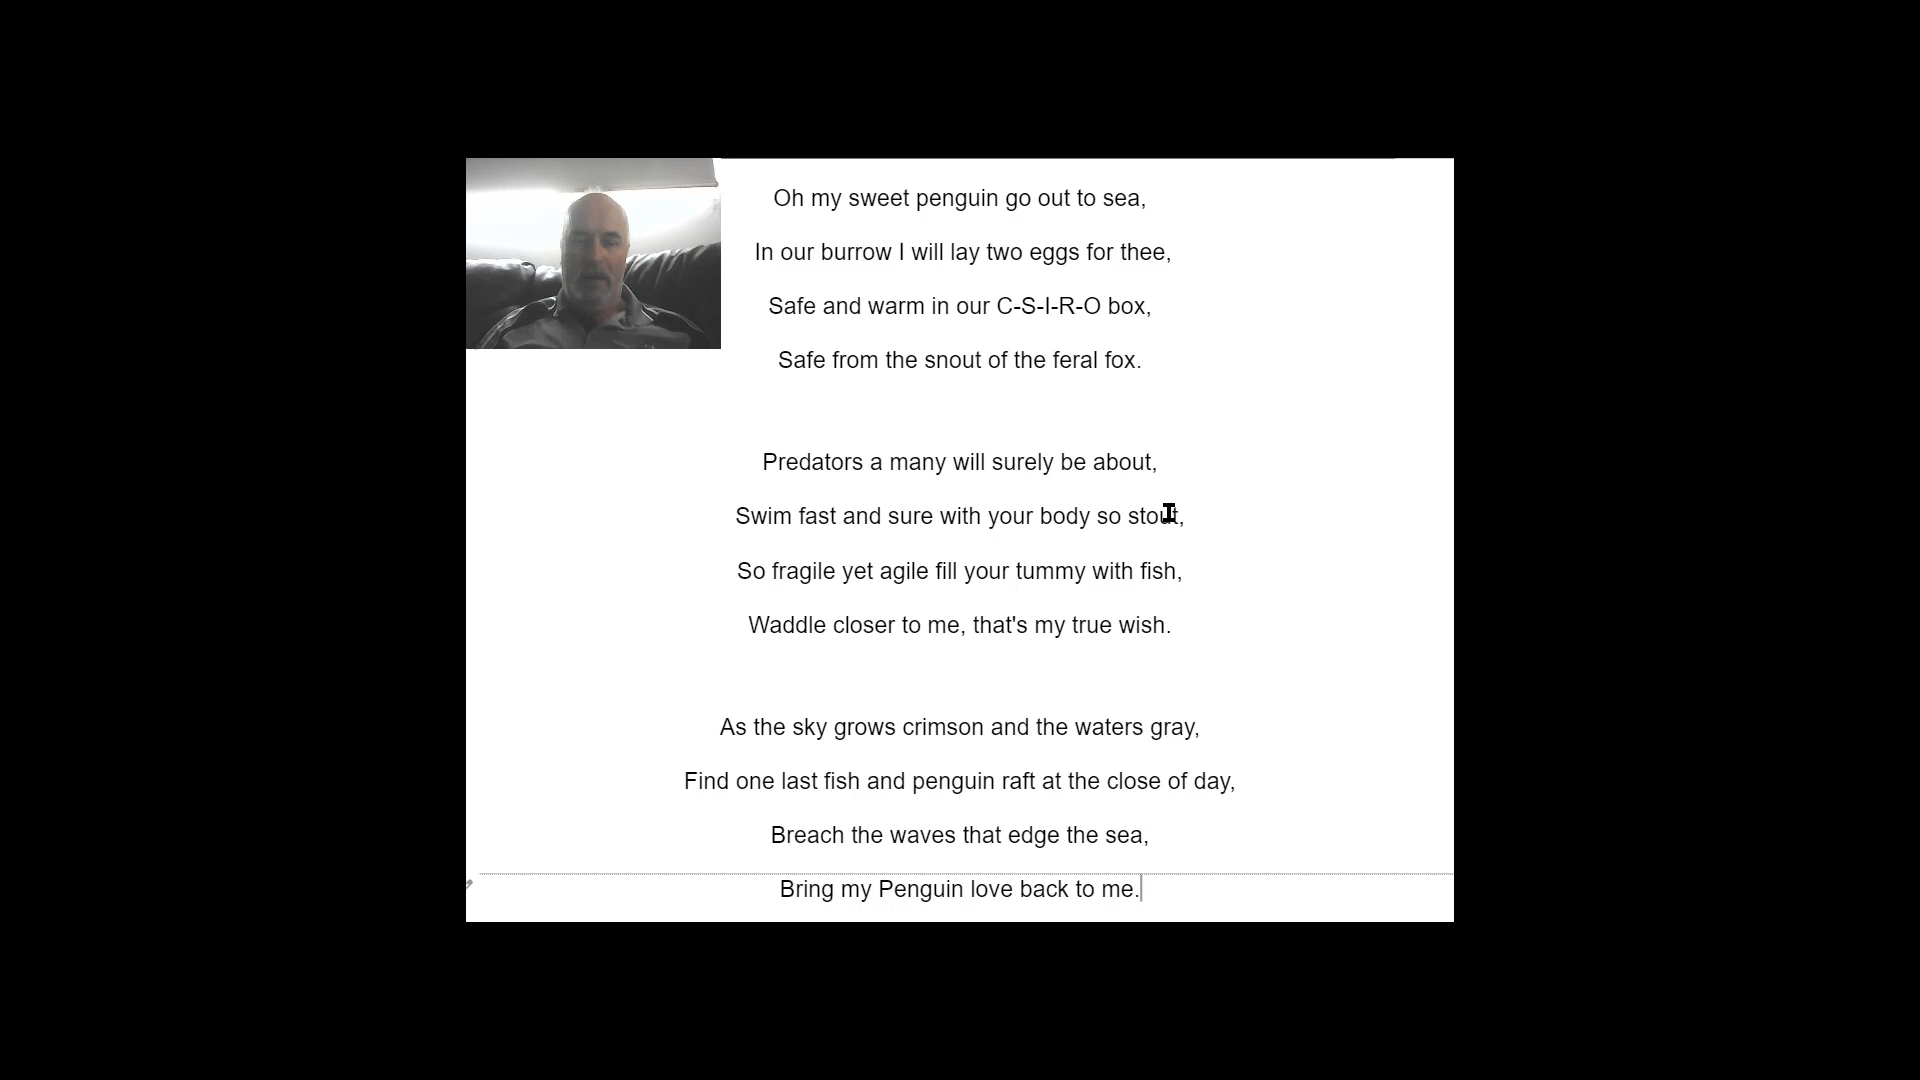 Oh my sweet penguin go out to sea,
In our burrow I will lay two eggs for thee,
Safe and warm in our C-S-I-R-O box,
Safe from the snout of the feral fox.
Predators a many will surely be about,
Swim fast and sure with your body so stout,
So fragile yet agile fill your tummy with fish,
Waddle closer to me, that's my true wish.
As the sky grows crimson and the waters gray,
Find one last fish and penguin raft at the close of day,
Breach the waves that edge the sea,
Bring my Penguin love back to me.